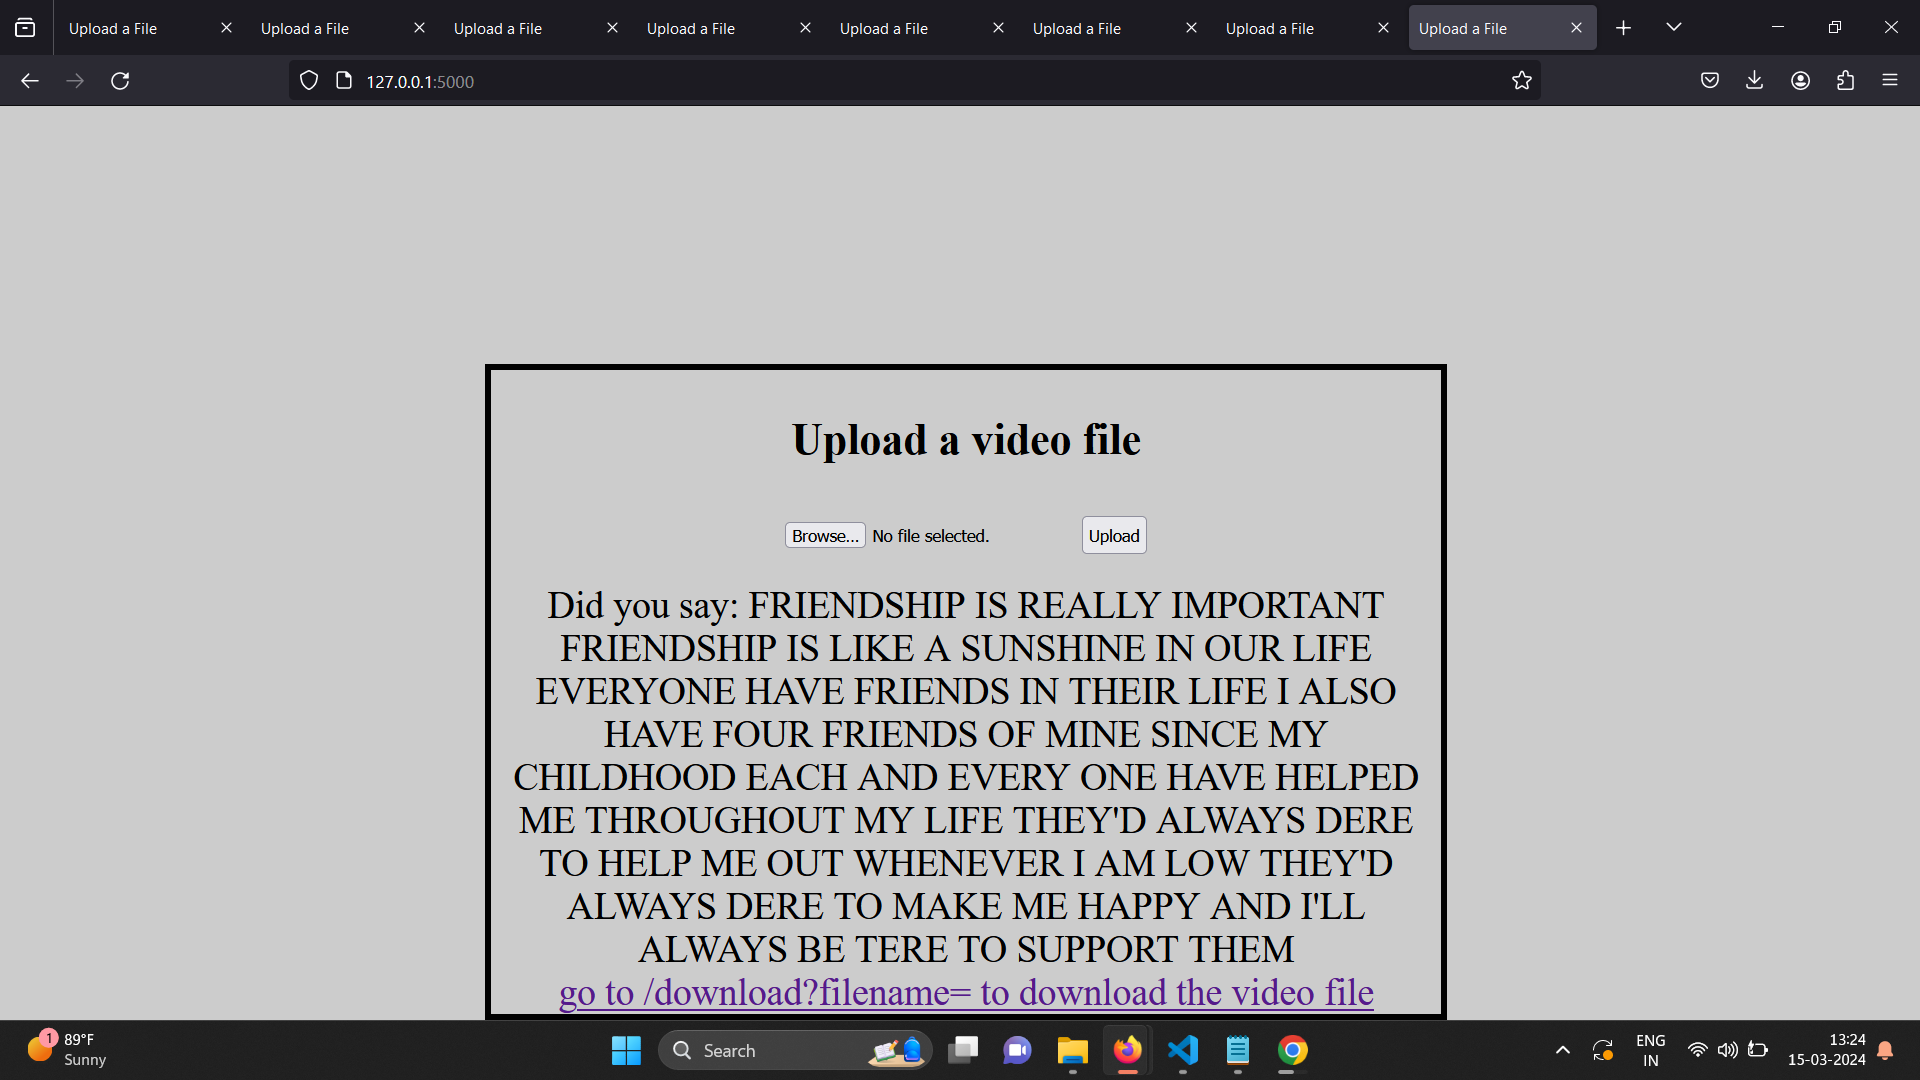 Upload a File
Upload a File
Upload a File
Upload a File
Upload a File
Upload a File
Upload a File
Upload a File
127.0.0.1:5000
Upload a video file
Browse... No file selected. Upload
Did you say: FRIENDSHIP IS REALLY IMPORTANT
FRIENDSHIP IS LIKE A SUNSHINE IN OUR LIFE
EVERYONE HAVE FRIENDS IN THEIR LIFE I ALSO
HAVE FOUR FRIENDS OF MINE SINCE MY
CHILDHOOD EACH AND EVERY ONE HAVE HELPED
ME THROUGHOUT MY LIFE THEY'D ALWAYS DERE
TO HELP ME OUT WHENEVER I AM LOW THEY'D
ALWAYS DERE TO MAKE ME HAPPY AND I'LL
ALWAYS BE TERE TO SUPPORT THEM
go to /download?filename= to download the video file
1
89°F
Sunny
Search
ENG
IN
13:24
15-03-2024